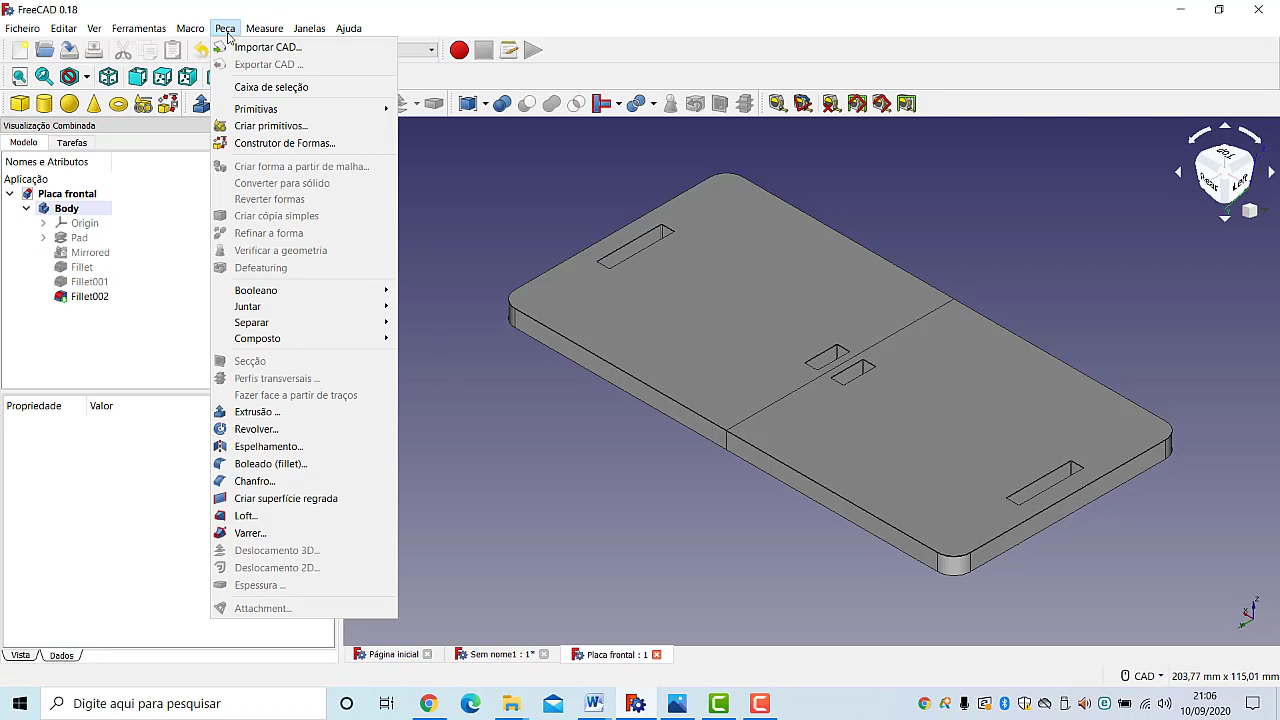 FreeCAD 0.18
Ficheiro Editar Ver Ferramentas Macro Peça Measure Janelas Ajuda
Importar CAD...
Exportar CAD ...
Caixa de seleção
Primitivas
Criar primitivos...
Construtor de Formas...
Criar forma a partir de malha...
Converter para sólido
Reverter formas
Criar cópia simples
Refinar a forma
Verificar a geometria
Defeaturing
Booleano
Juntar
Separar
Composto
Secção
Perfis transversais ...
Fazer face a partir de traços
Extrusão ...
Revolver...
Espelhamento...
Boleado (fillet)...
Chanfro...
Criar superfície regrada
Loft...
Varrer...
Deslocamento 3D...
Deslocamento 2D...
Espessura ...
Attachment...
Visualização Combinada
Modelo Tarefas
Nomes e Atributos
Aplicação
Placa frontal
Body
Origin
Pad
Mirrored
Fillet
Fillet001
Fillet002
Propriedade Valor
Vista Dados
TOP
REAR LEFT
Z
X
Y
Página inicial Sem nome1 : 1* Placa frontal : 1
CAD 203,77 mm x 115,01 mm
Digite aqui para pesquisar
21:06
10/09/2020